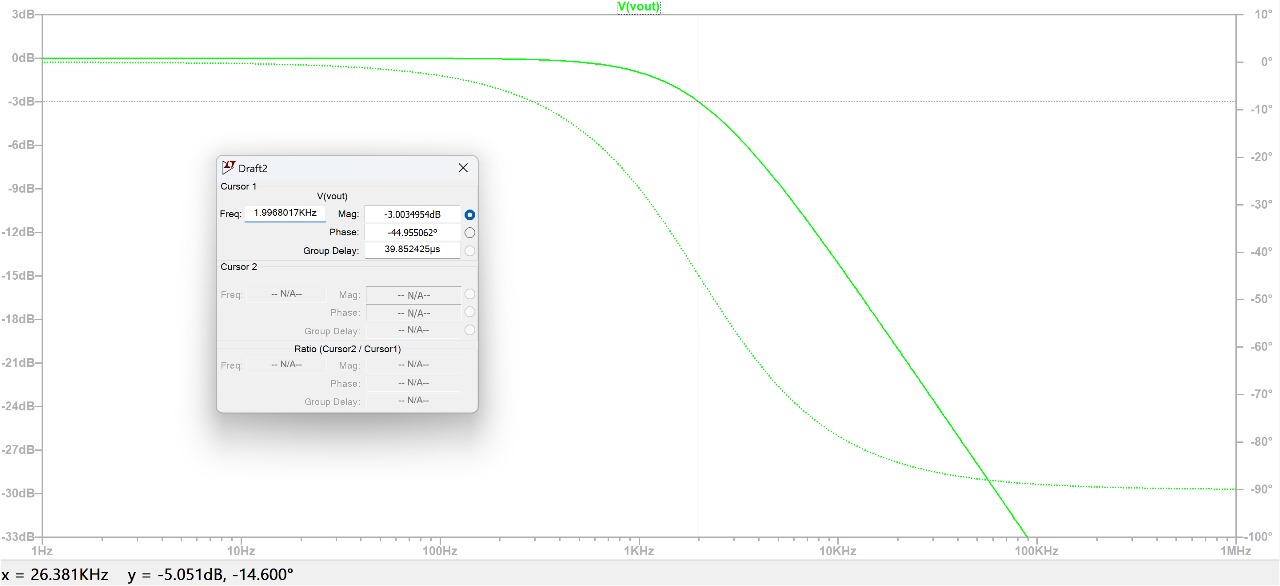 V(vout)
3dB
0dB
-3dB
-6dB
-9dB
-12dB
-15dB
-18dB
-21dB
-24dB
-27dB
-30dB
-33dB
10°
0°
-10°
-20°
-30°
-40°
-50°
-60°
-70°
-80°
-90°
-100°
1Hz 10Hz 100Hz 1KHz 10KHz 100KHz 1MHz
Draft2
Cursor 1
V(vout)
Freq: 1.9968017KHz Mag: -3.0034954dB
Phase: -44.955062°
Group Delay: 39.852425µs
Cursor 2
Freq: -- N/A-- Mag: -- N/A--
Phase: -- N/A--
Group Delay: -- N/A--
Ratio (Cursor2 / Cursor1)
Freq: -- N/A-- Mag: -- N/A--
Phase: -- N/A--
Group Delay: -- N/A--
x = 26.381KHz y = -5.051dB, -14.600°